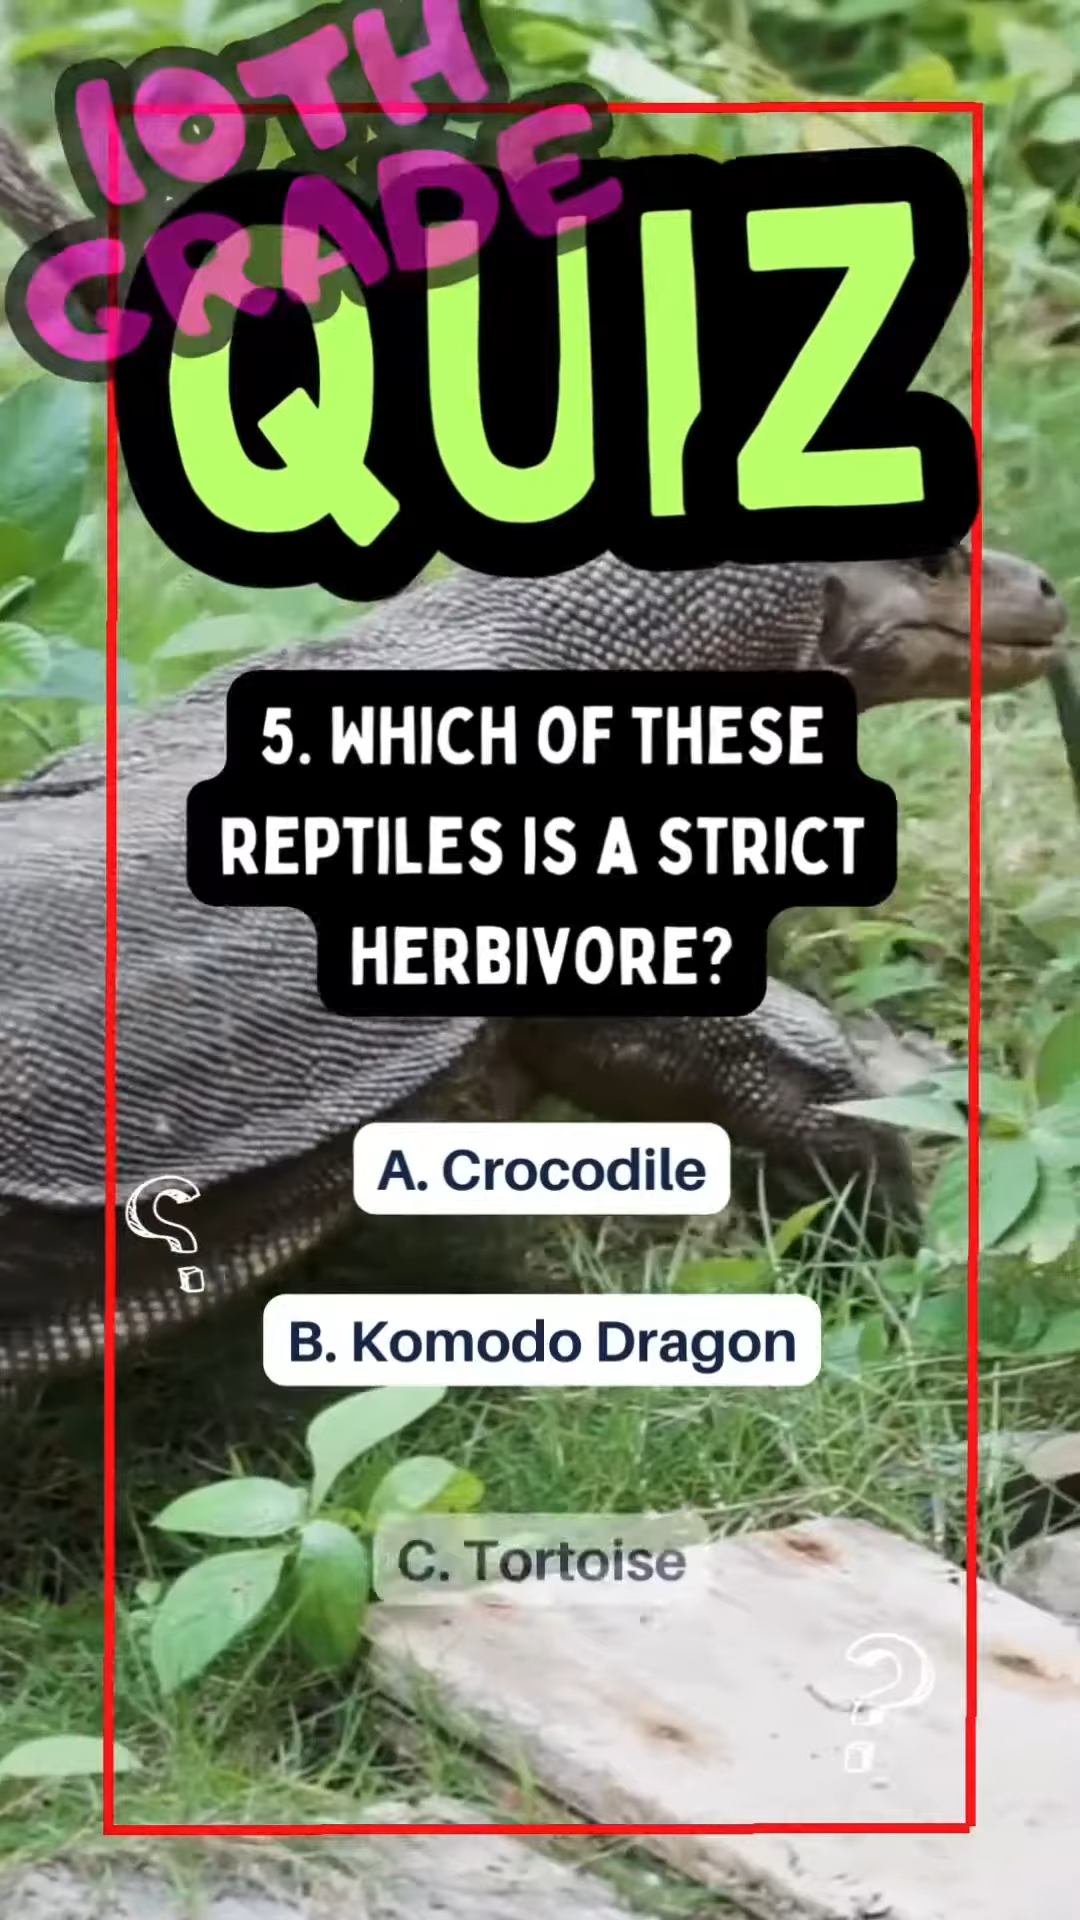 10TH
GRADE
QUIZ
5. WHICH OF THESE
REPTILES IS A STRICT
HERBIVORE?
A. Crocodile
?
B. Komodo Dragon
C. Tortoise
?